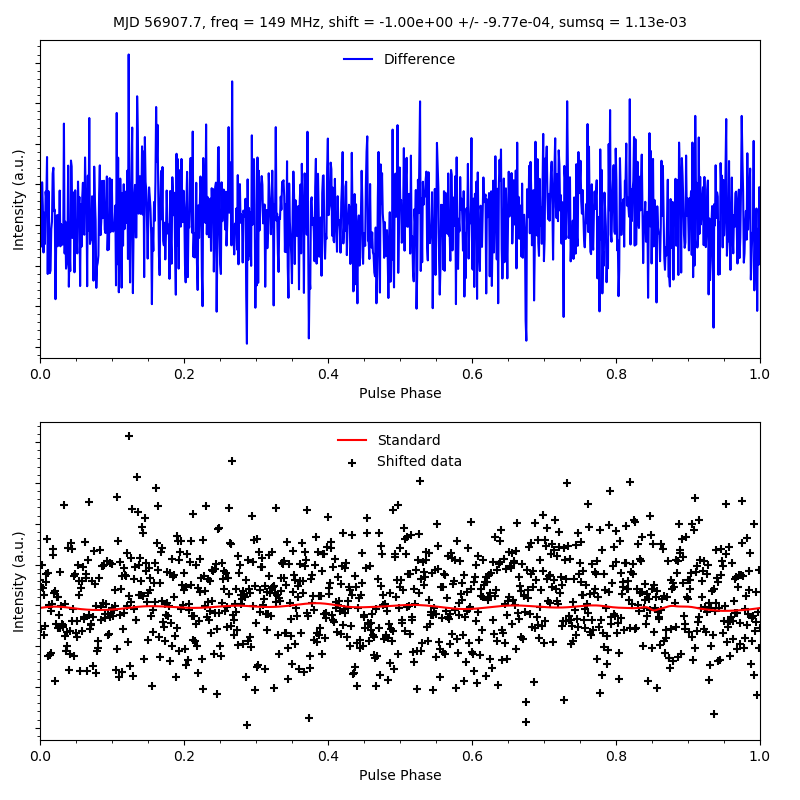 MJD 56907.7, freq = 149 MHz, shift = -1.00e+00 +/- -9.77e-04, sumsq = 1.13e-03
Difference
Intensity (a.u.)
0.0 0.2 0.4 0.6 0.8 1.0
Pulse Phase
Standard
Shifted data
Intensity (a.u.)
0.0 0.2 0.4 0.6 0.8 1.0
Pulse Phase